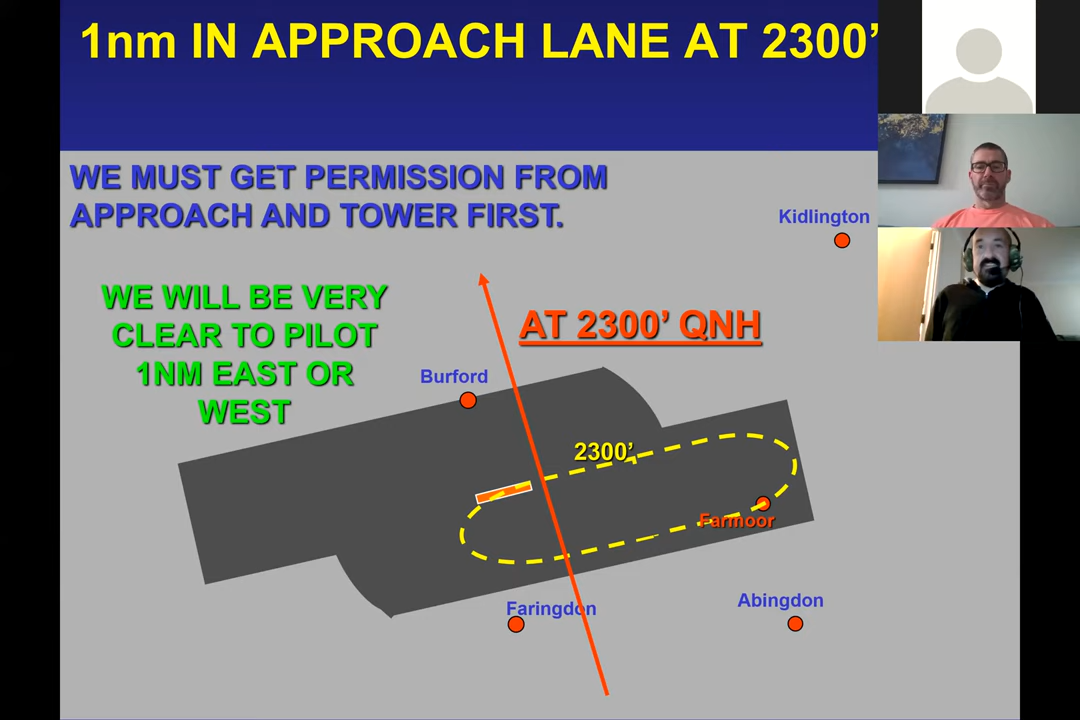 1nm IN APPROACH LANE AT 2300’
WE MUST GET PERMISSION FROM
APPROACH AND TOWER FIRST.
Kidlington
WE WILL BE VERY
CLEAR TO PILOT
1NM EAST OR
WEST
AT 2300’ QNH
Burford
2300’
Farmoor
Faringdon
Abingdon